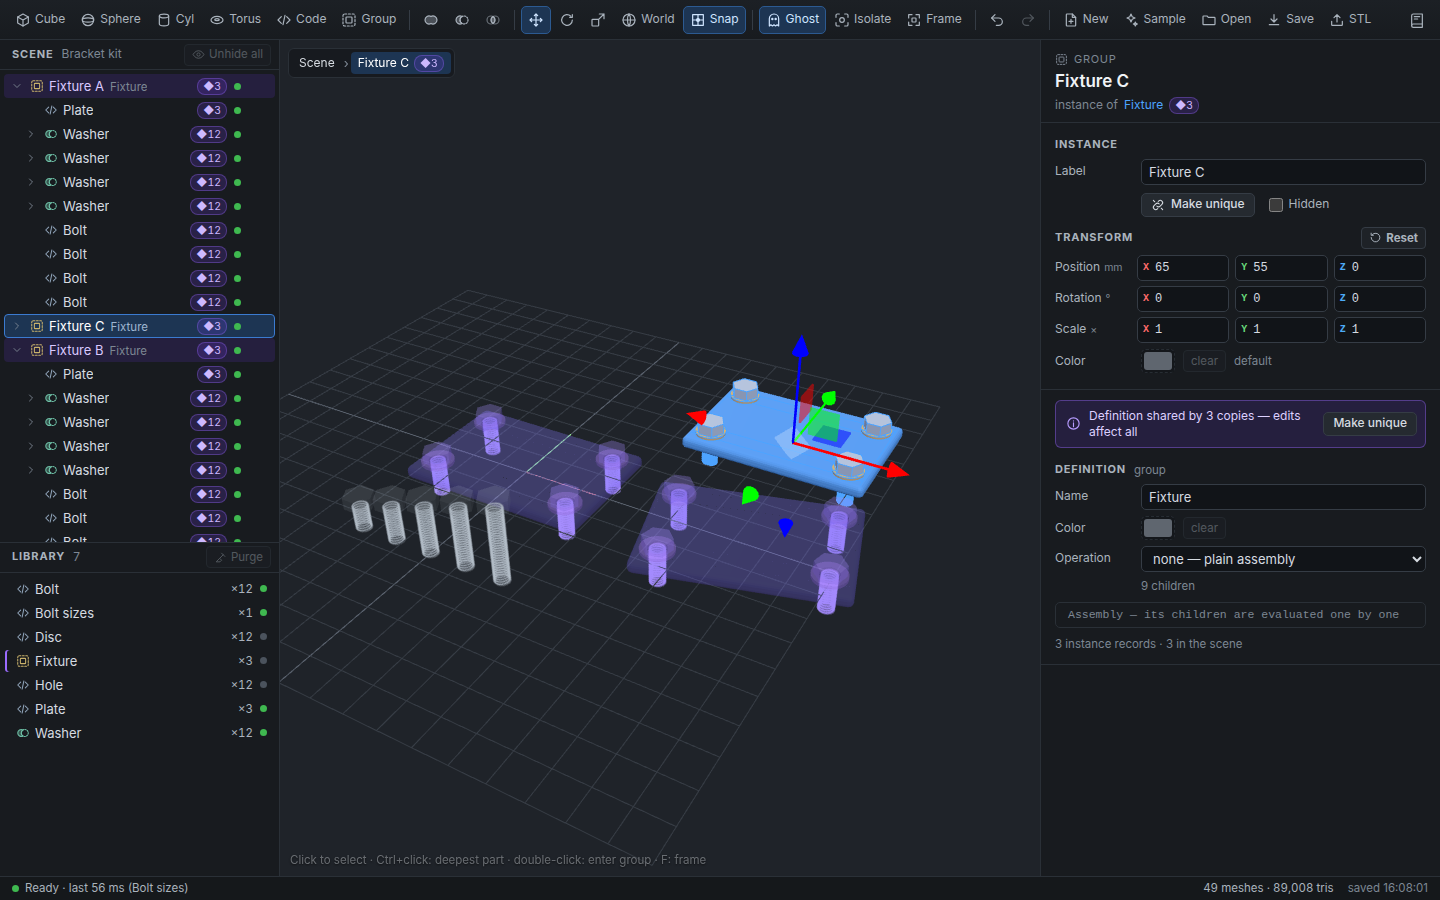 Cube Sphere Cyl Torus Code Group World Snap Ghost Isolate Frame New Sample Open Save STL
SCENE Bracket kit Unhide all
Fixture A Fixture ◆3
Plate ◆3
Washer ◆12
Washer ◆12
Washer ◆12
Washer ◆12
Bolt ◆12
Bolt ◆12
Bolt ◆12
Bolt ◆12
Fixture C Fixture ◆3
Fixture B Fixture ◆3
Plate ◆3
Washer ◆12
Washer ◆12
Washer ◆12
Washer ◆12
Bolt ◆12
Bolt ◆12
Bolt ◆12
LIBRARY 7 Purge
Bolt ×12
Bolt sizes ×1
Disc ×12
Fixture ×3
Hole ×12
Plate ×3
Washer ×12
Scene › Fixture C ◆3
Click to select · Ctrl+click: deepest part · double-click: enter group · F: frame
GROUP
Fixture C
instance of Fixture ◆3
INSTANCE
Label Fixture C
Make unique Hidden
TRANSFORM Reset
Position mm X 65 Y 55 Z 0
Rotation ° X 0 Y 0 Z 0
Scale × X 1 Y 1 Z 1
Color clear default
Definition shared by 3 copies — edits
affect all
Make unique
DEFINITION group
Name Fixture
Color clear
Operation none — plain assembly
9 children
Assembly — its children are evaluated one by one
3 instance records · 3 in the scene
Ready · last 56 ms (Bolt sizes) 49 meshes · 89,008 tris saved 16:08:01